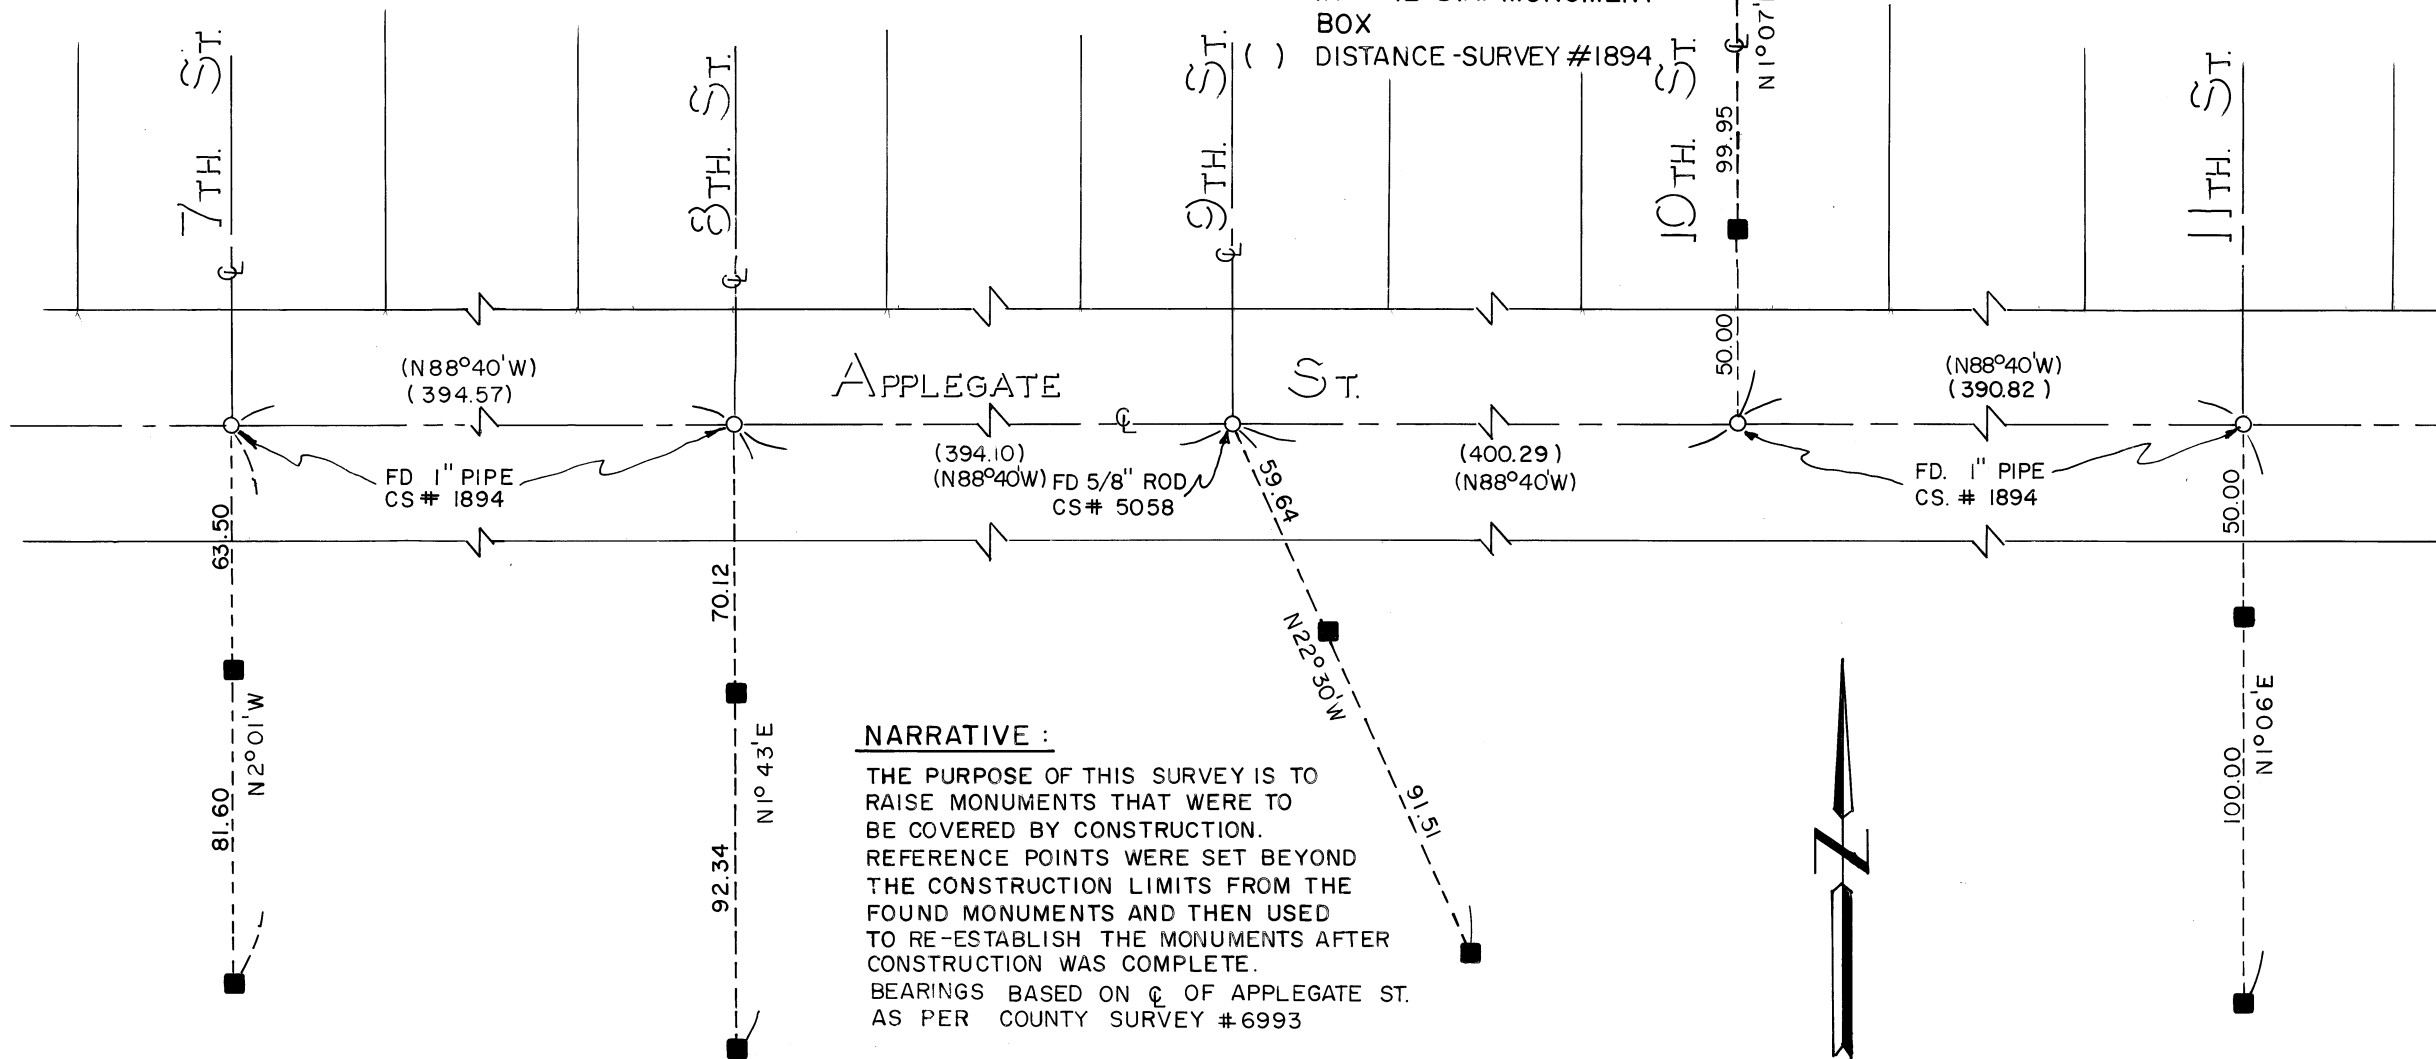 BOX
( ) DISTANCE-SURVEY #1894
7TH. ST.
8TH. ST.
9TH. ST.
10TH. ST.
11TH. ST.
N1°07'
99.95
50.00
(N88°40'W)
(394.57)
APPLEGATE ST.
(N88°40'W)
(390.82)
FD 1" PIPE
CS# 1894
(394.10)
(N88°40'W)
FD 5/8" ROD
CS# 5058
(400.29)
(N88°40'W)
FD. 1" PIPE
CS. # 1894
63.50
70.12
59.64
50.00
N2°01'W
81.60
N1°43'E
92.34
N22°30'W
91.51
N1°06'E
100.00
NARRATIVE :
THE PURPOSE OF THIS SURVEY IS TO
RAISE MONUMENTS THAT WERE TO
BE COVERED BY CONSTRUCTION.
REFERENCE POINTS WERE SET BEYOND
THE CONSTRUCTION LIMITS FROM THE
FOUND MONUMENTS AND THEN USED
TO RE-ESTABLISH THE MONUMENTS AFTER
CONSTRUCTION WAS COMPLETE.
BEARINGS BASED ON ℄ OF APPLEGATE ST.
AS PER COUNTY SURVEY #6993
N